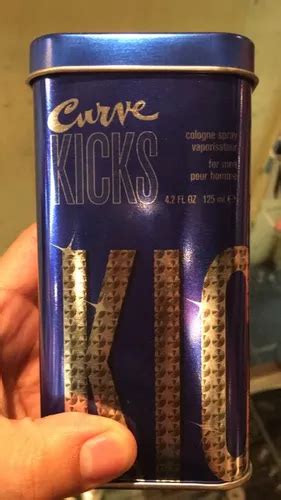 Curve
KICKS
cologne spray
vaporisateur
for men
pour homme
4.2 FL OZ 125 ml e
KIC